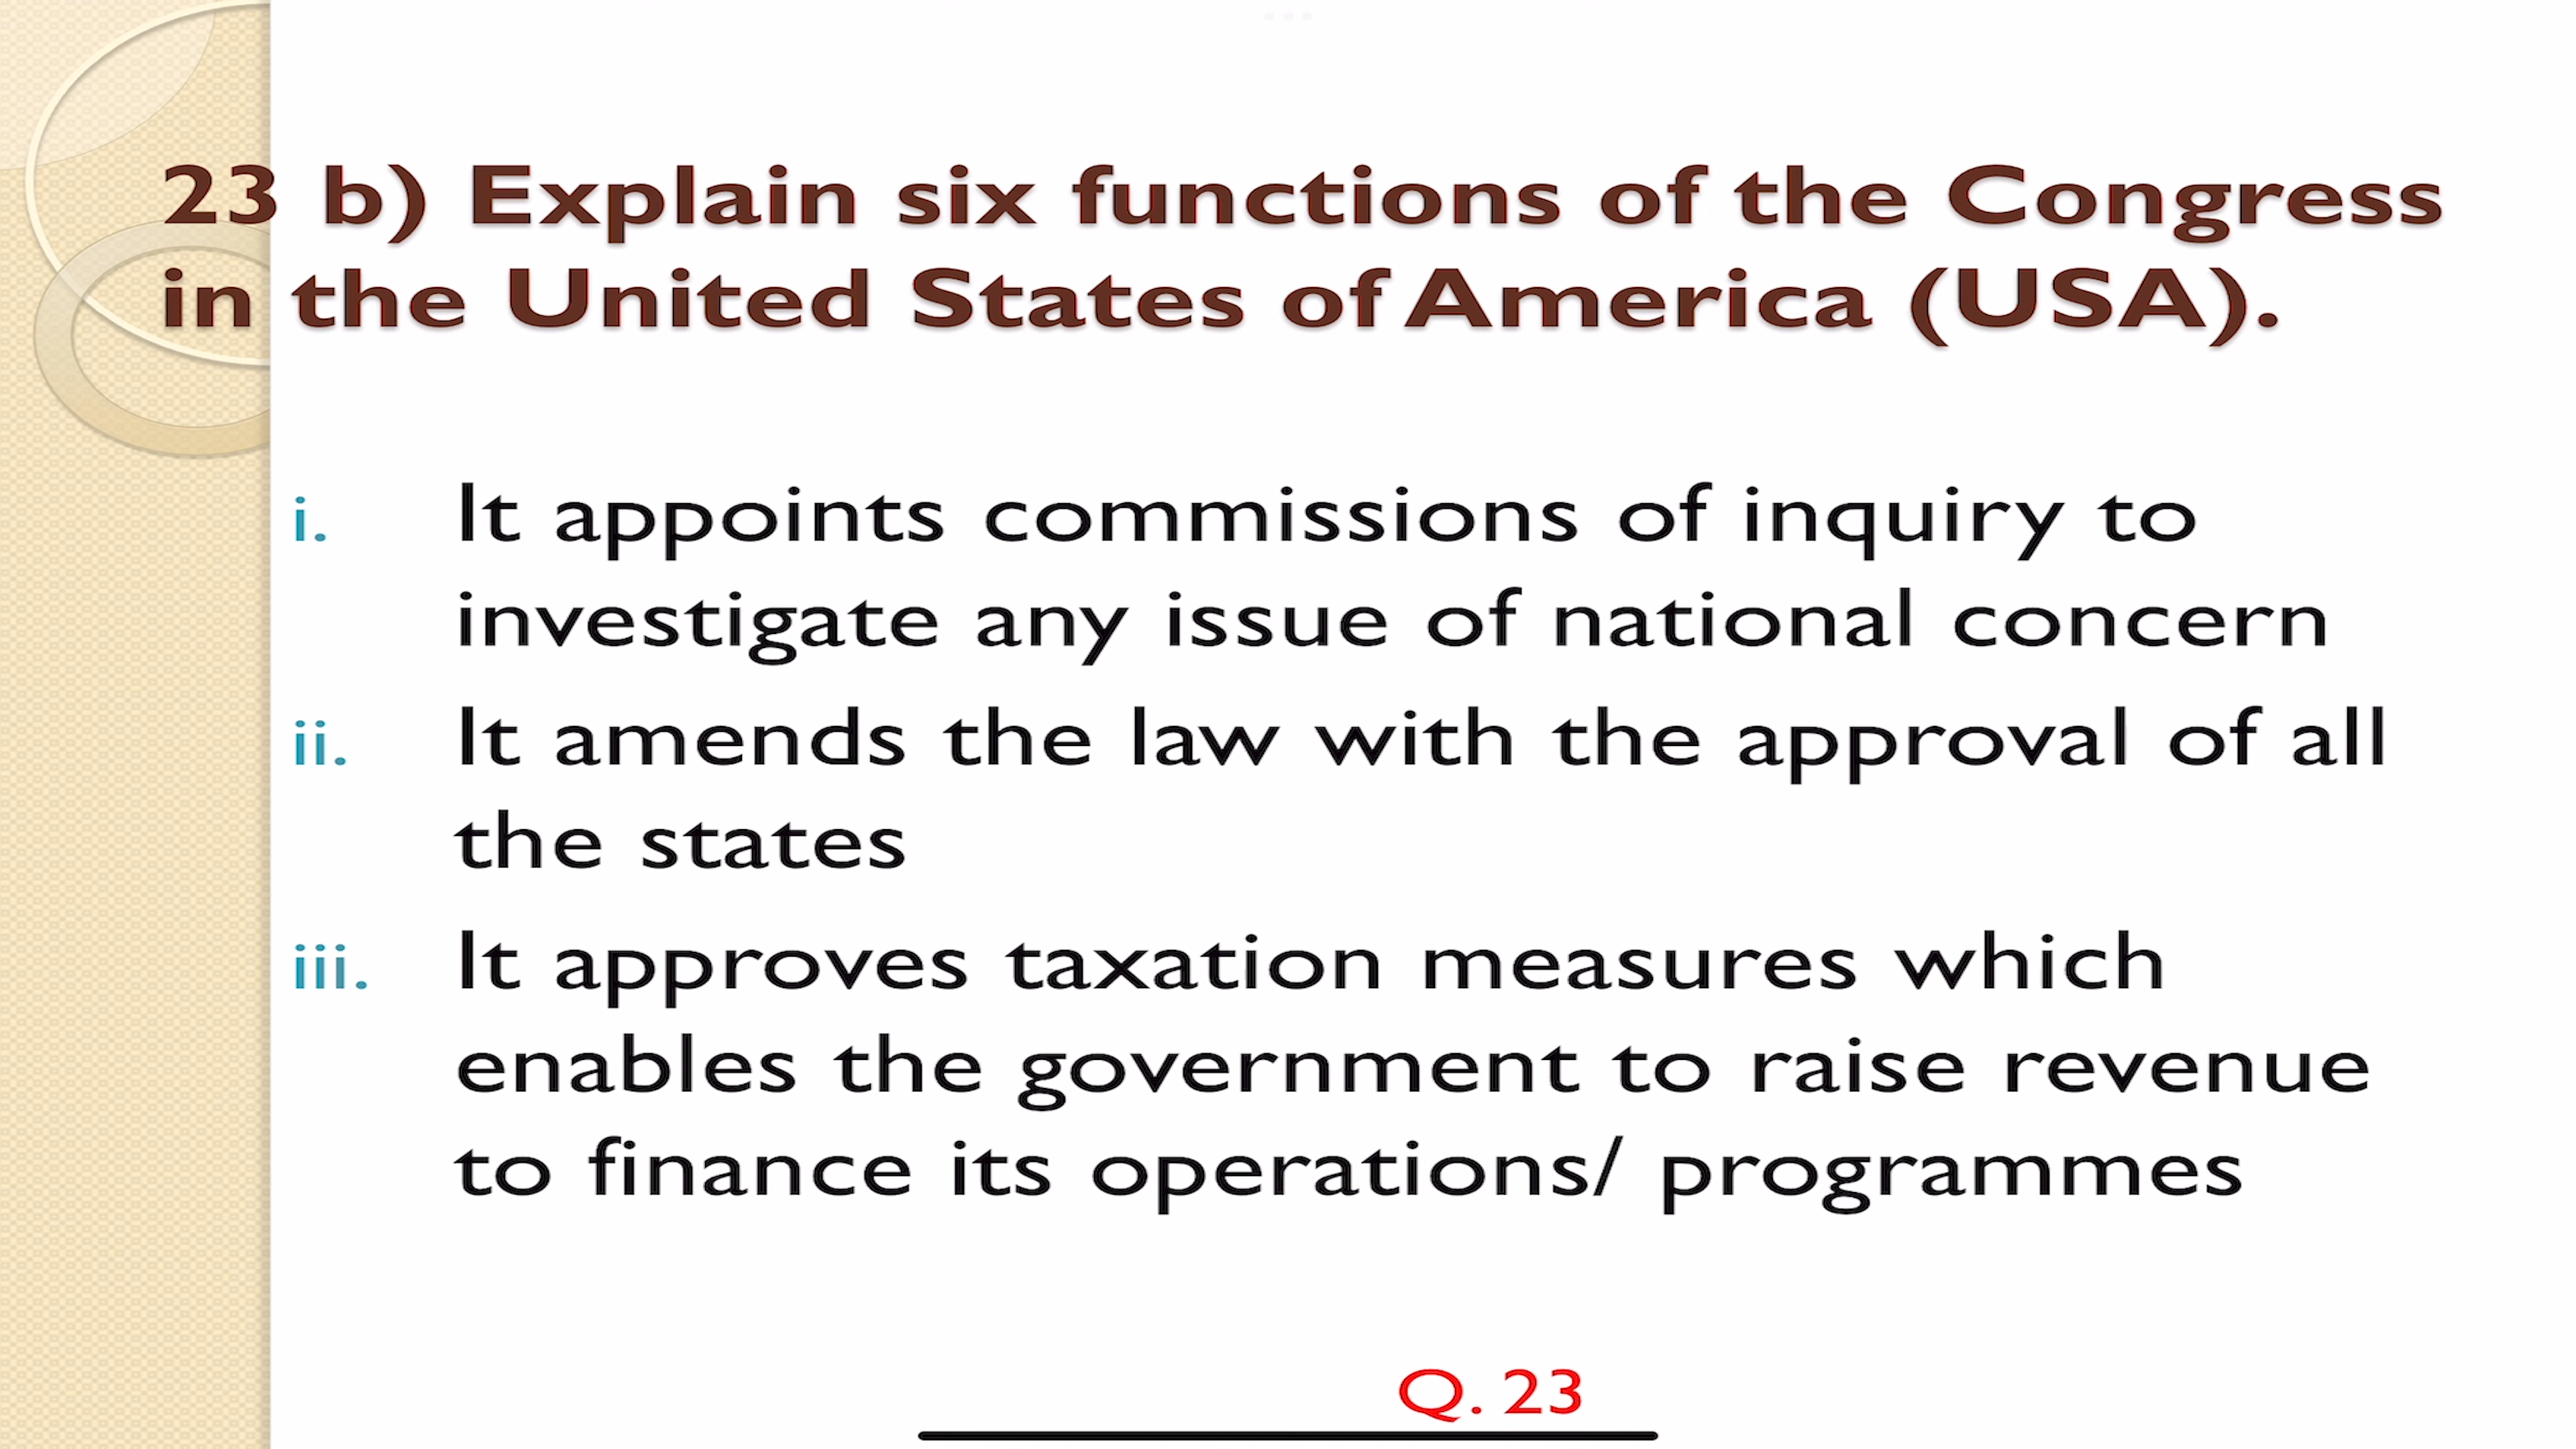 23 b) Explain six functions of the Congress
in the United States of America (USA).
i. It appoints commissions of inquiry to
investigate any issue of national concern
ii. It amends the law with the approval of all
the states
iii. It approves taxation measures which
enables the government to raise revenue
to finance its operations/ programmes
Q. 23